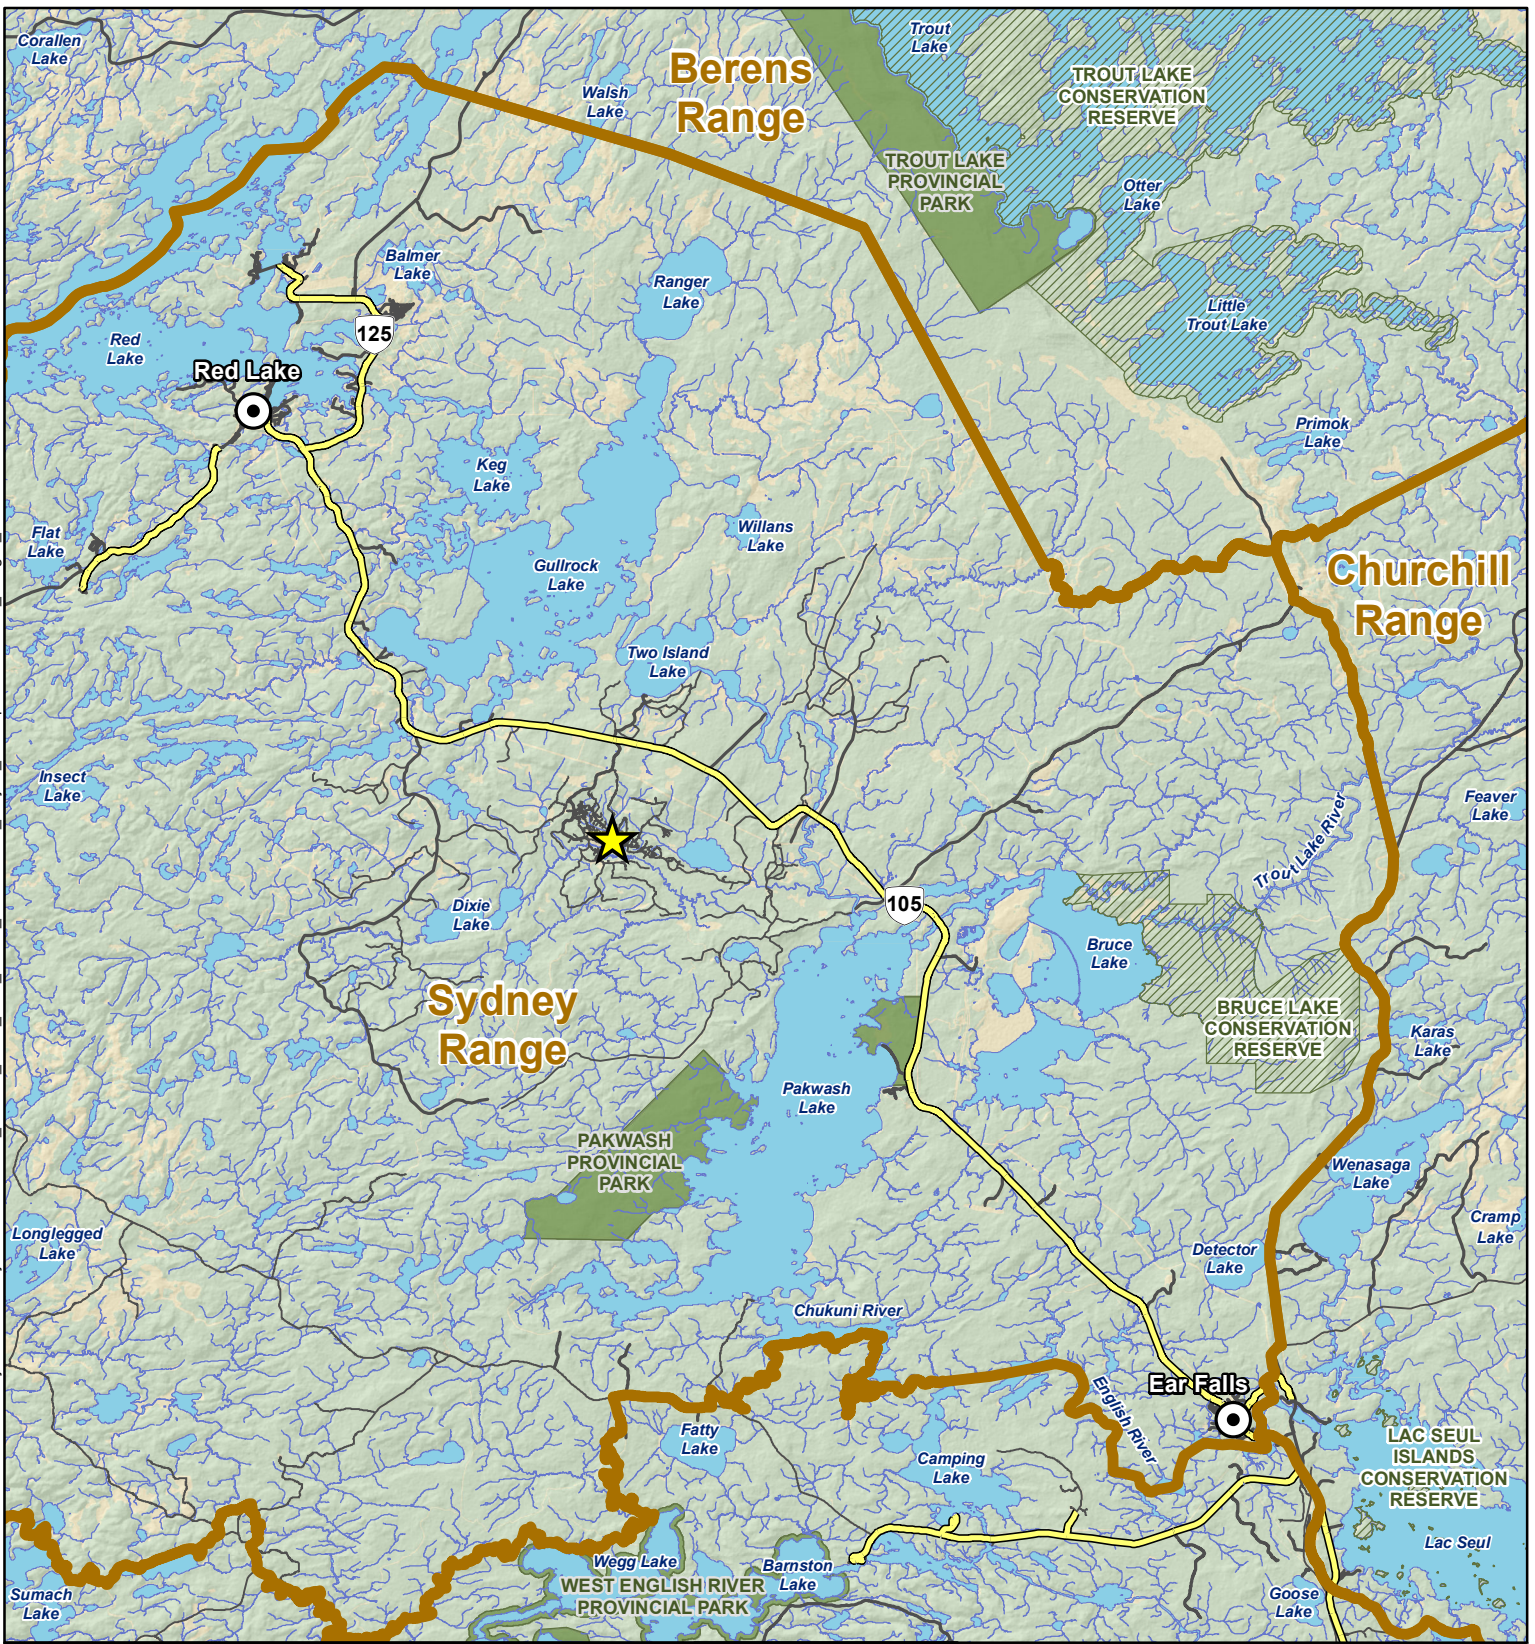 Corallen
Lake
Trout
Lake
Berens
Range
Walsh
Lake
TROUT LAKE
CONSERVATION
RESERVE
TROUT LAKE
PROVINCIAL
PARK
Otter
Lake
Balmer
Lake
Ranger
Lake
Little
Trout Lake
125
Red
Lake
Red Lake
Primok
Lake
Keg
Lake
Flat
Lake
Willans
Lake
Gullrock
Lake
Churchill
Range
Two Island
Lake
Insect
Lake
Feaver
Lake
Trout Lake River
105
Dixie
Lake
Bruce
Lake
Sydney
Range
BRUCE LAKE
CONSERVATION
RESERVE
Karas
Lake
Pakwash
Lake
PAKWASH
PROVINCIAL
PARK
Wenasaga
Lake
Cramp
Lake
Longlegged
Lake
Detector
Lake
Chukuni River
Ear Falls
English River
Fatty
Lake
Camping
Lake
LAC SEUL
ISLANDS
CONSERVATION
RESERVE
Lac Seul
Wegg Lake
Barnston
Lake
WEST ENGLISH RIVER
PROVINCIAL PARK
Sumach
Lake
Goose
Lake